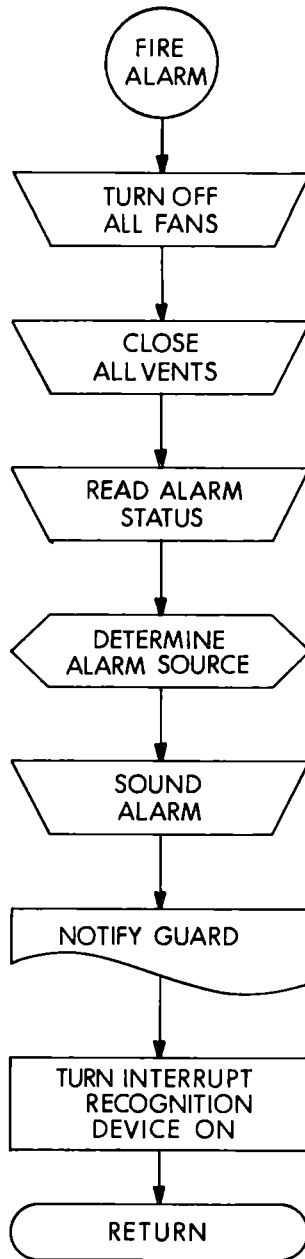 FIRE
ALARM
TURN OFF
ALL FANS
CLOSE
ALL VENTS
READ ALARM
STATUS
DETERMINE
ALARM SOURCE
SOUND
ALARM
NOTIFY GUARD
TURN INTERRUPT
RECOGNITION
DEVICE ON
RETURN